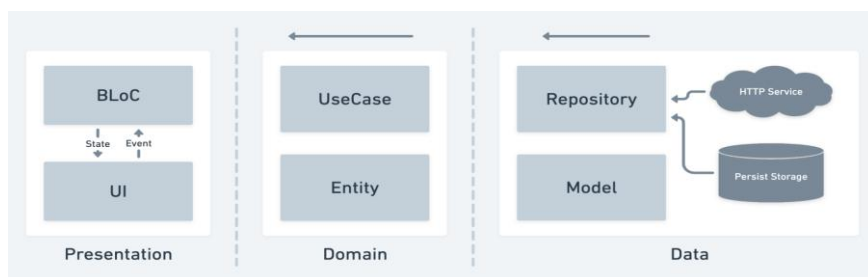 BLoC
State
Event
UI
Presentation
UseCase
Entity
Domain
Repository
Model
HTTP Service
Persist Storage
Data